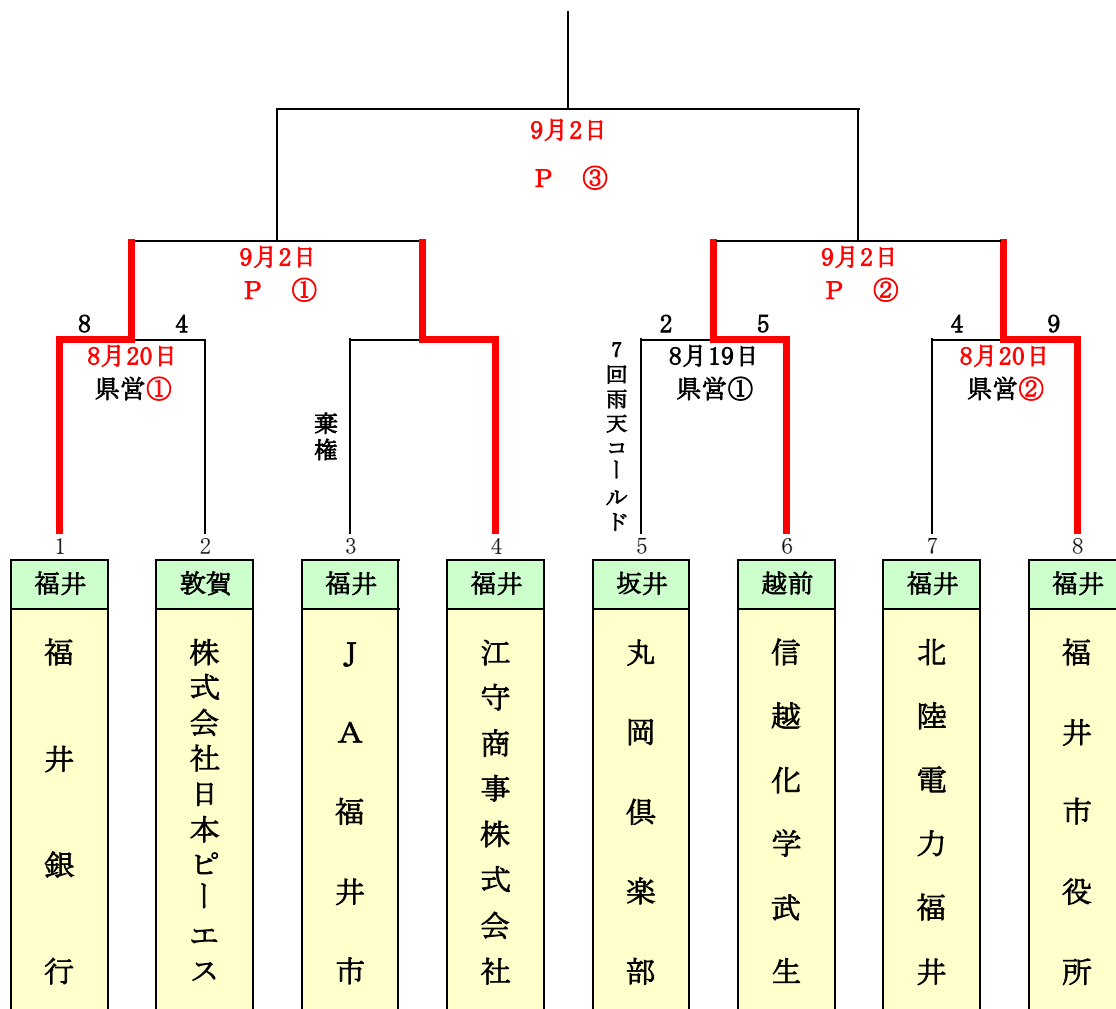 9月2日
P ③
9月2日
P ①
9月2日
P ②
8 4
8月20日
県営①
棄権
7回雨天コールド
2 5
8月19日
県営①
4 9
8月20日
県営②
1 2 3 4 5 6 7 8
福井 敦賀 福井 福井 坂井 越前 福井 福井
福井銀行
株式会社日本ピーエス
JA福井市
江守商事株式会社
丸岡倶楽部
信越化学武生
北陸電力福井
福井市役所